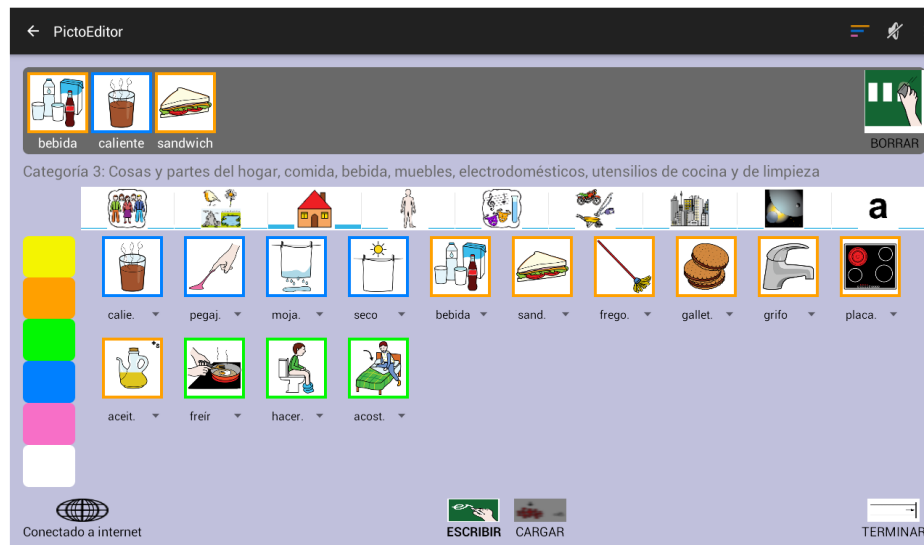 PictoEditor
bebida caliente sandwich
BORRAR
Categoría 3: Cosas y partes del hogar, comida, bebida, muebles, electrodomésticos, utensilios de cocina y de limpieza
a
calie. pegaj. moja. seco bebida sand. frego. gallet. grifo placa.
aceit. freír hacer. acost.
Conectado a internet
ESCRIBIR CARGAR
TERMINAR